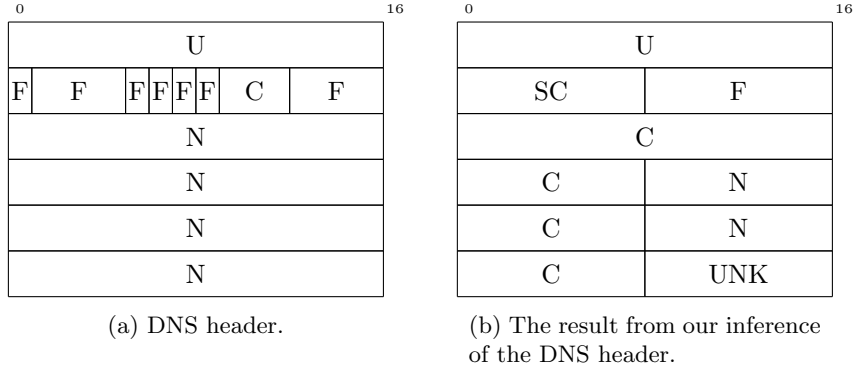 0 16 0 16
U
F F F F F F C F
N
N
N
N
U
SC F
C
C N
C N
C UNK
(a) DNS header.
(b) The result from our inference
of the DNS header.